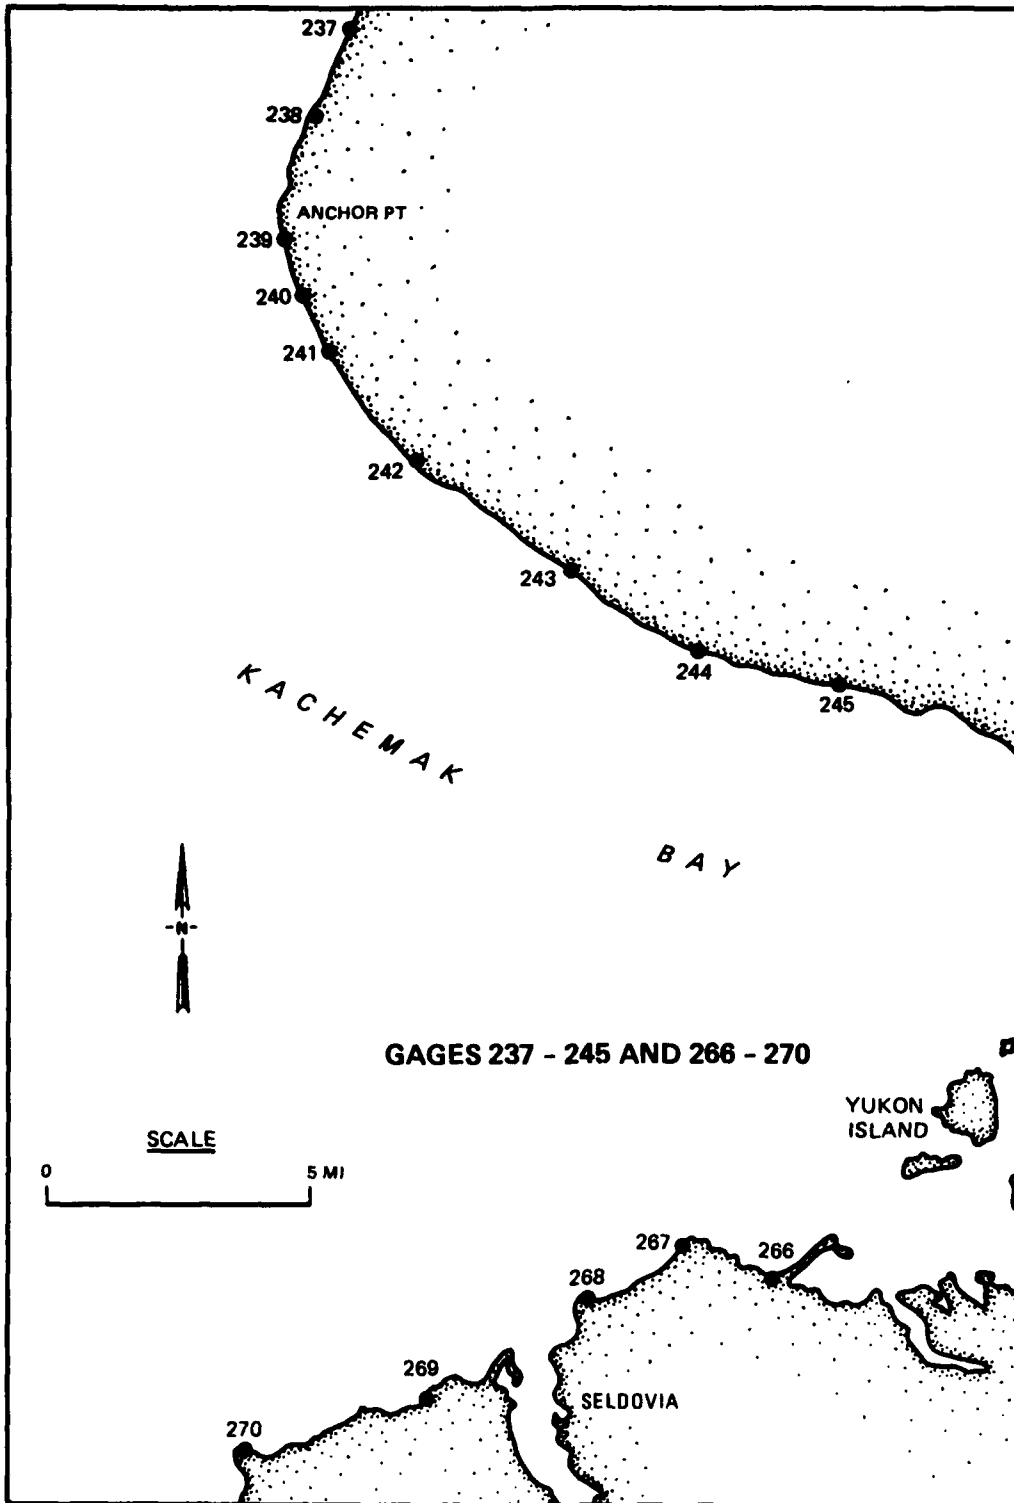 237
238
ANCHOR PT
239
240
241
242
243
244
245
KACHEMAK
BAY
-N-
GAGES 237 - 245 AND 266 - 270
YUKON
ISLAND
SCALE
0 5 MI
267
266
268
269
SELDOVIA
270